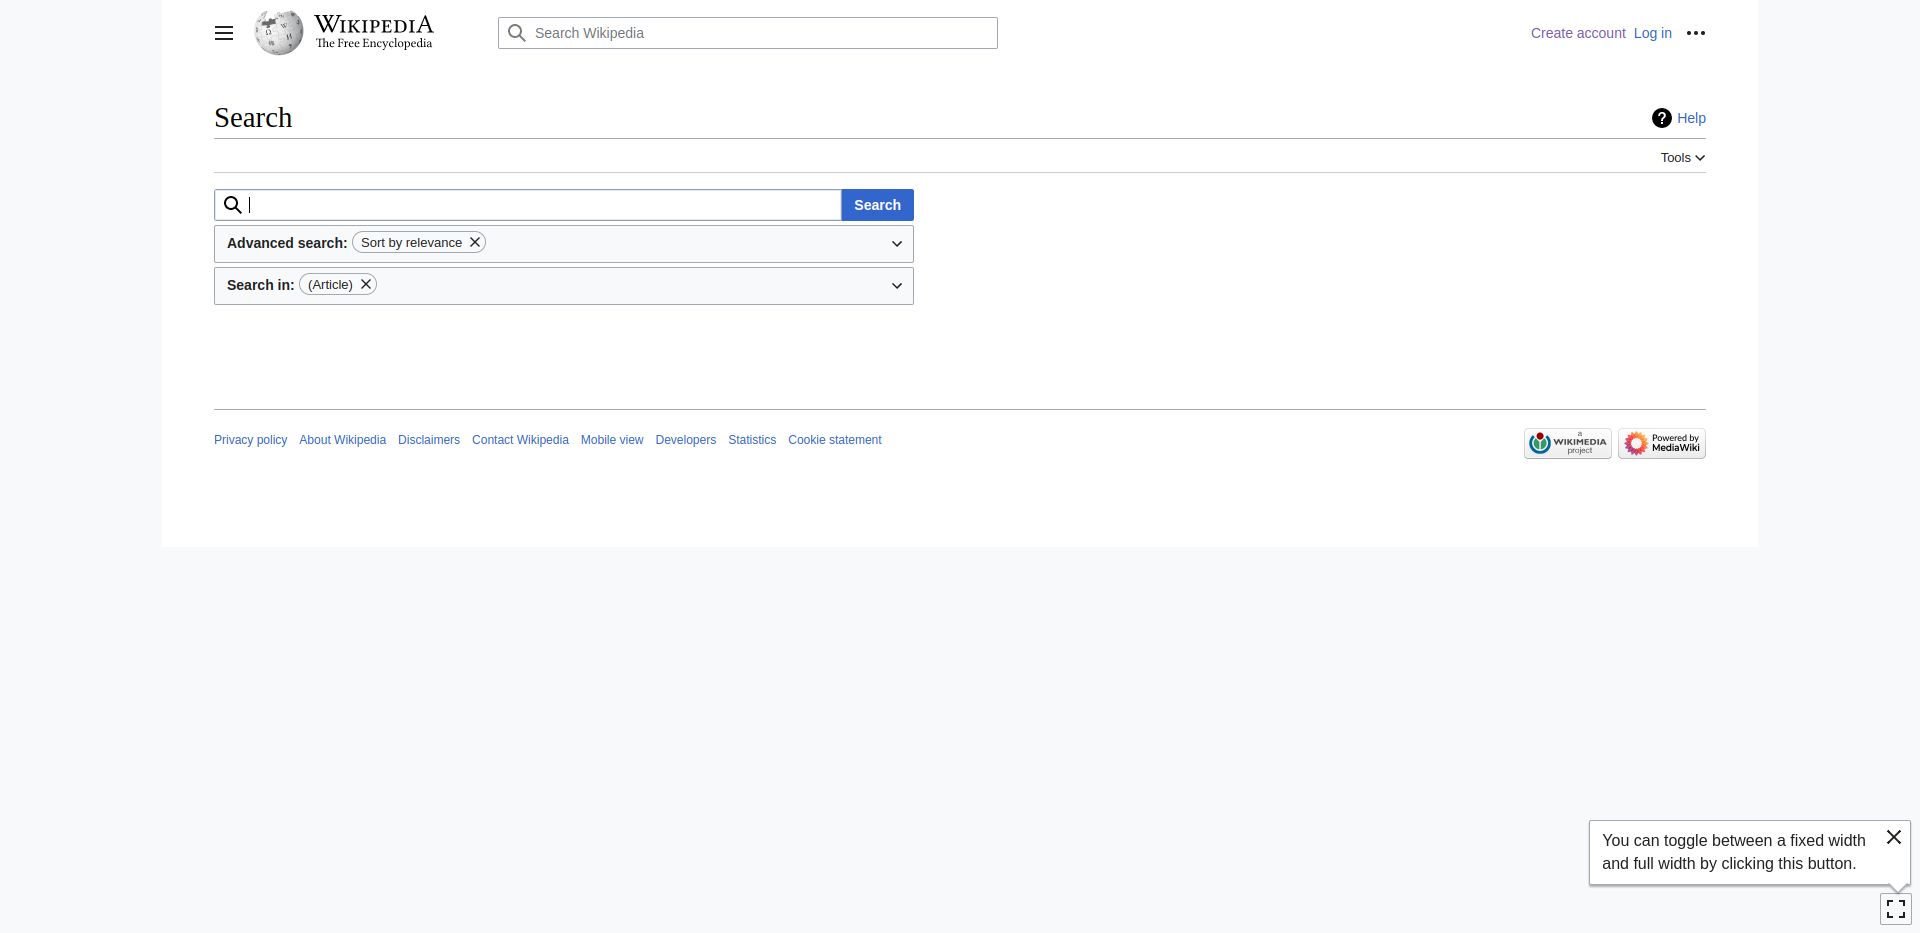 WIKIPEDIA
The Free Encyclopedia
Search Wikipedia
Create account Log in
Search
Help
Tools
Search
Advanced search: Sort by relevance
Search in: (Article)
Privacy policy About Wikipedia Disclaimers Contact Wikipedia Mobile view Developers Statistics Cookie statement
a
WIKIMEDIA
project
Powered by
MediaWiki
You can toggle between a fixed width
and full width by clicking this button.